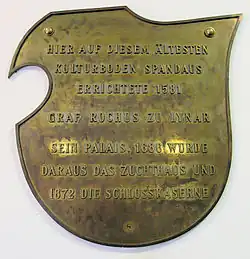 HIER AUF DIESEM ÄLTESTEN
KULTURBODEN SPANDAUS
ERRICHTETE 1581
GRAF ROCHUS ZU LYNAR
SEIN PALAIS, 1686 WURDE
DARAUS DAS ZUCHTHAUS UND
1872 DIE SCHLOSSKASERNE